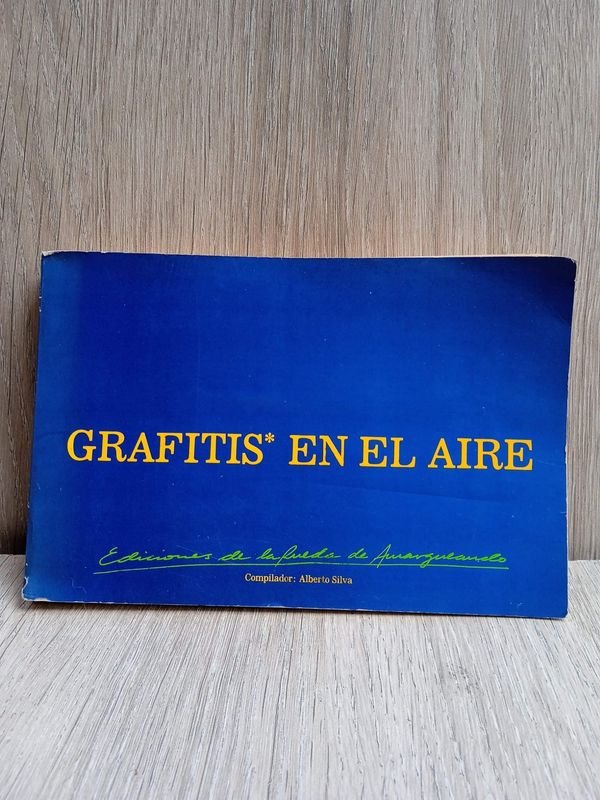 GRAFITIS* EN EL AIRE
Ediciones de la Rueda de Amargueando
Compilador: Alberto Silva